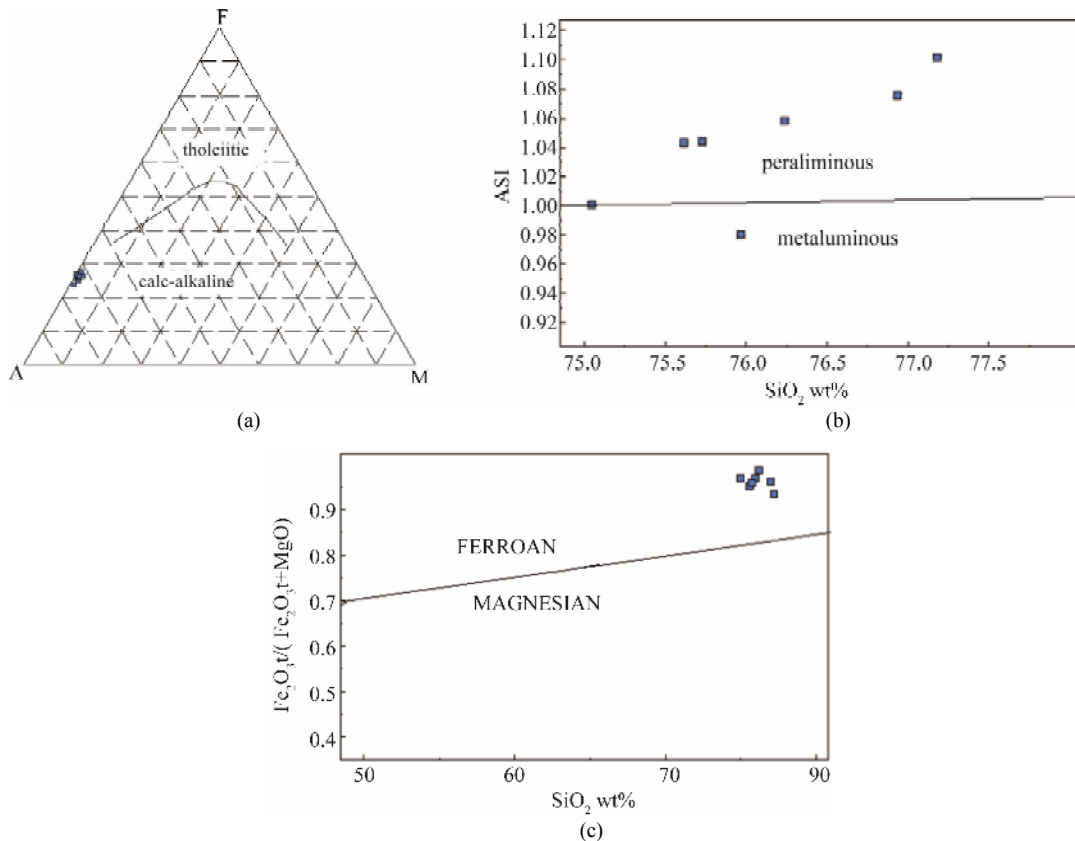 F
tholeiitic
calc-alkaline
A
M
(a)
1.12
1.10
1.08
1.06
1.04
1.02
1.00
0.98
0.96
0.94
0.92
ASI
peraliminous
metaluminous
75.0 75.5 76.0 76.5 77.0 77.5
SiO₂ wt%
(b)
0.9
0.8
0.7
0.6
0.5
0.4
Fe₂O₃t/( Fe₂O₃t+MgO)
FERROAN
MAGNESIAN
50 60 70 90
SiO₂ wt%
(c)